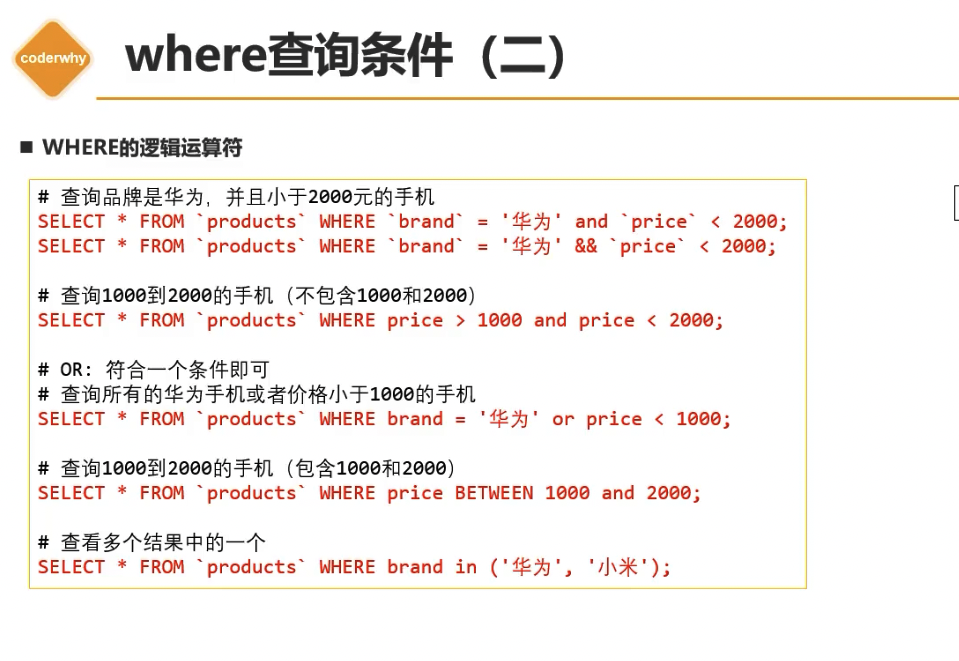 coderwhy
where查询条件（二）
WHERE的逻辑运算符
# 查询品牌是华为，并且小于2000元的手机
SELECT * FROM `products` WHERE `brand` = '华为' and `price` < 2000;
SELECT * FROM `products` WHERE `brand` = '华为' && `price` < 2000;
# 查询1000到2000的手机（不包含1000和2000）
SELECT * FROM `products` WHERE price > 1000 and price < 2000;
# OR: 符合一个条件即可
# 查询所有的华为手机或者价格小于1000的手机
SELECT * FROM `products` WHERE brand = '华为' or price < 1000;
# 查询1000到2000的手机（包含1000和2000）
SELECT * FROM `products` WHERE price BETWEEN 1000 and 2000;
# 查看多个结果中的一个
SELECT * FROM `products` WHERE brand in ('华为', '小米');